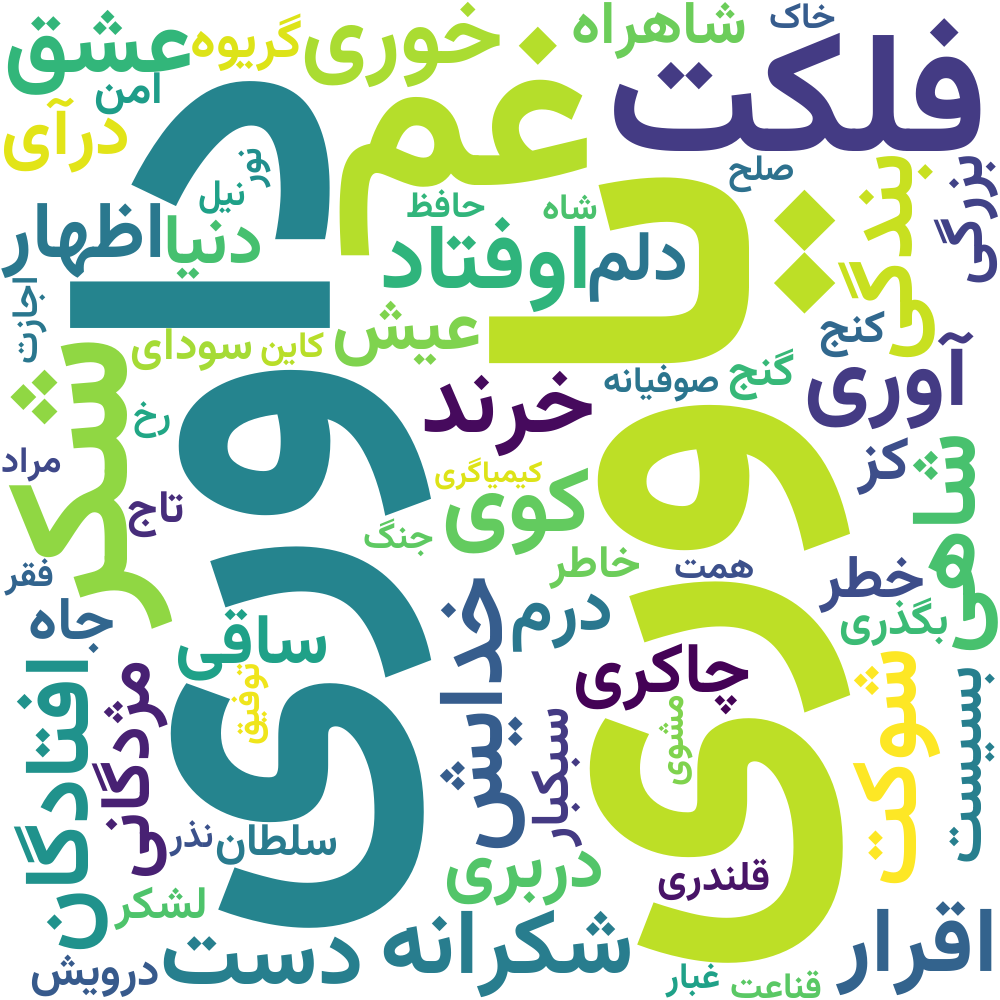 خاک
شاهراه
خوری
گریوه
عشق
فلکت
امن
غم
درآی
داوری
یاوری
نور
صلح
بندگی
بزرگی
نیل
حافظ
شاه
اظهار
دنیا
اوفتاد
دلم
اجازت
کنج
عیش
کاین
سودای
گنج
صوفیانه
آوری
شکر
خرند
رخ
مراد
کز
شاهی
کیمیاگری
تاج
کوی
جنگ
خاطر
همت
خطر
فقر
جاه
درم
بگذری
ساقی
خدایش
چاکری
افتادگان
مژدگانی
توفیق
شوکت
بسیست
مشوی
سبکبار
نذر
سلطان
دربری
قلندری
لشکر
اقرار
شکرانه
دست
درویش
غبار
قناعت